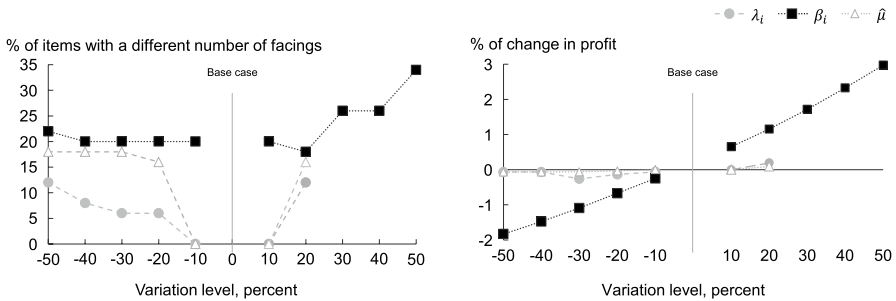 λᵢ βᵢ μ̂
% of items with a different number of facings
35
30
25
20
15
10
5
0
Base case
-50 -40 -30 -20 -10 0 10 20 30 40 50
Variation level, percent
% of change in profit
3
2
1
0
-1
-2
Base case
-50 -40 -30 -20 -10 10 20 30 40 50
Variation level, percent